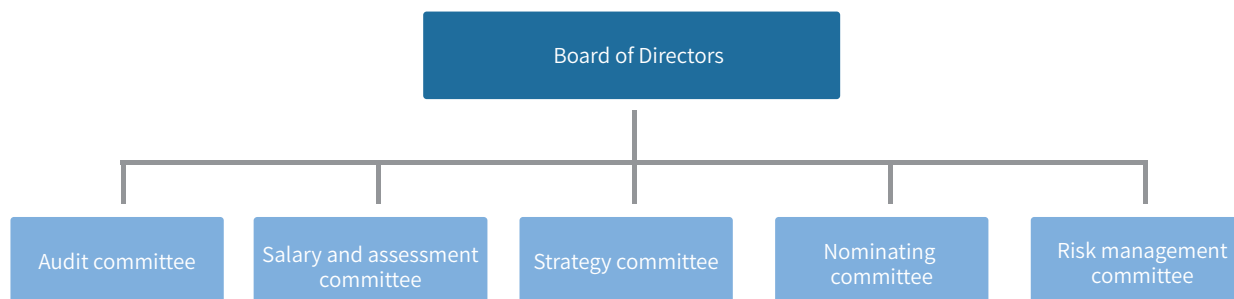 Board of Directors
Audit committee
Salary and assessment
committee
Strategy committee
Nominating
committee
Risk management
committee